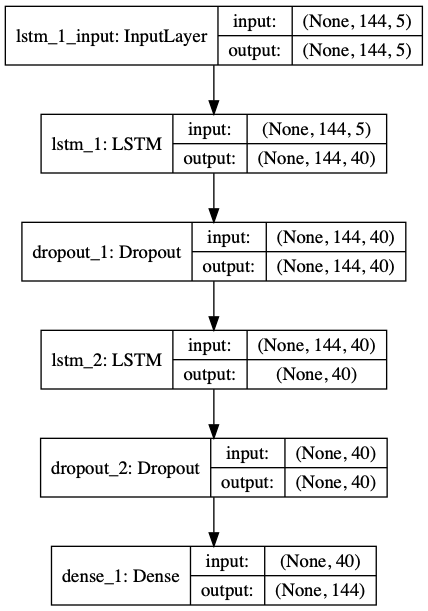 lstm_1_input: InputLayer
input: (None, 144, 5)
output: (None, 144, 5)
lstm_1: LSTM
input: (None, 144, 5)
output: (None, 144, 40)
dropout_1: Dropout
input: (None, 144, 40)
output: (None, 144, 40)
lstm_2: LSTM
input: (None, 144, 40)
output: (None, 40)
dropout_2: Dropout
input: (None, 40)
output: (None, 40)
dense_1: Dense
input: (None, 40)
output: (None, 144)